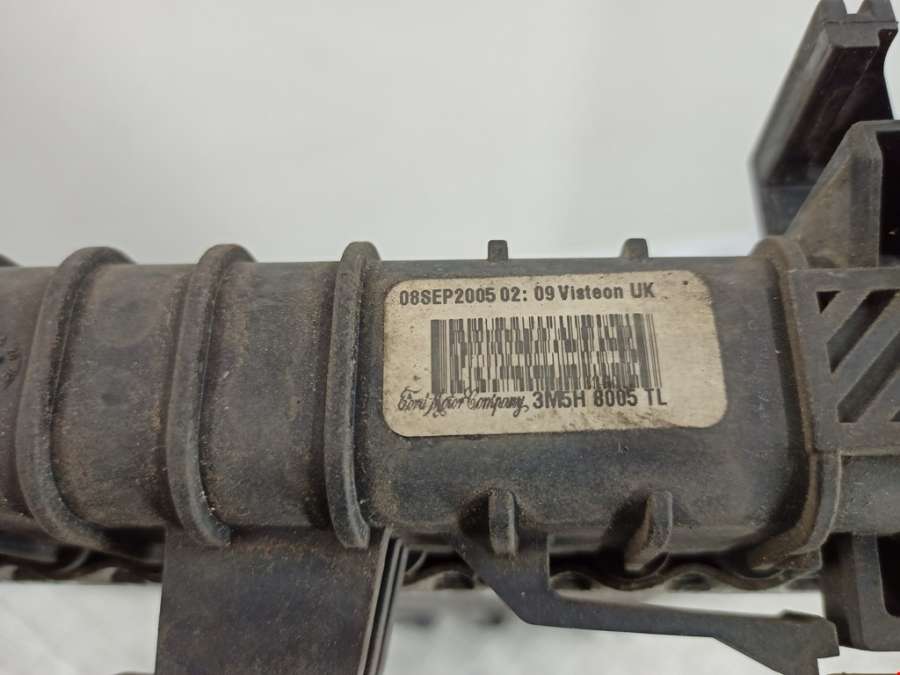 08SEP2005 02: 09 Visteon UK
Ford Motor Company 3M5H 8005 TL